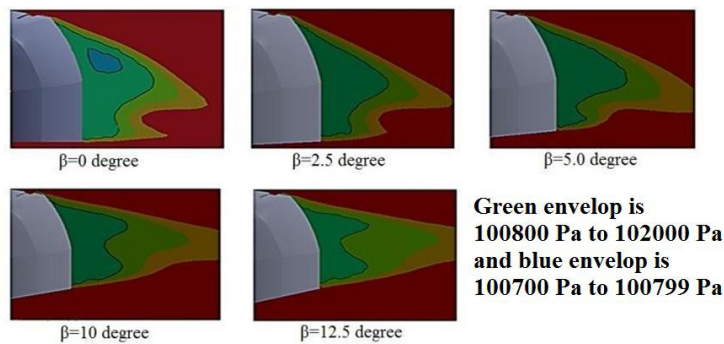 β=0 degree
β=2.5 degree
β=5.0 degree
β=10 degree
β=12.5 degree
Green envelop is
100800 Pa to 102000 Pa
and blue envelop is
100700 Pa to 100799 Pa